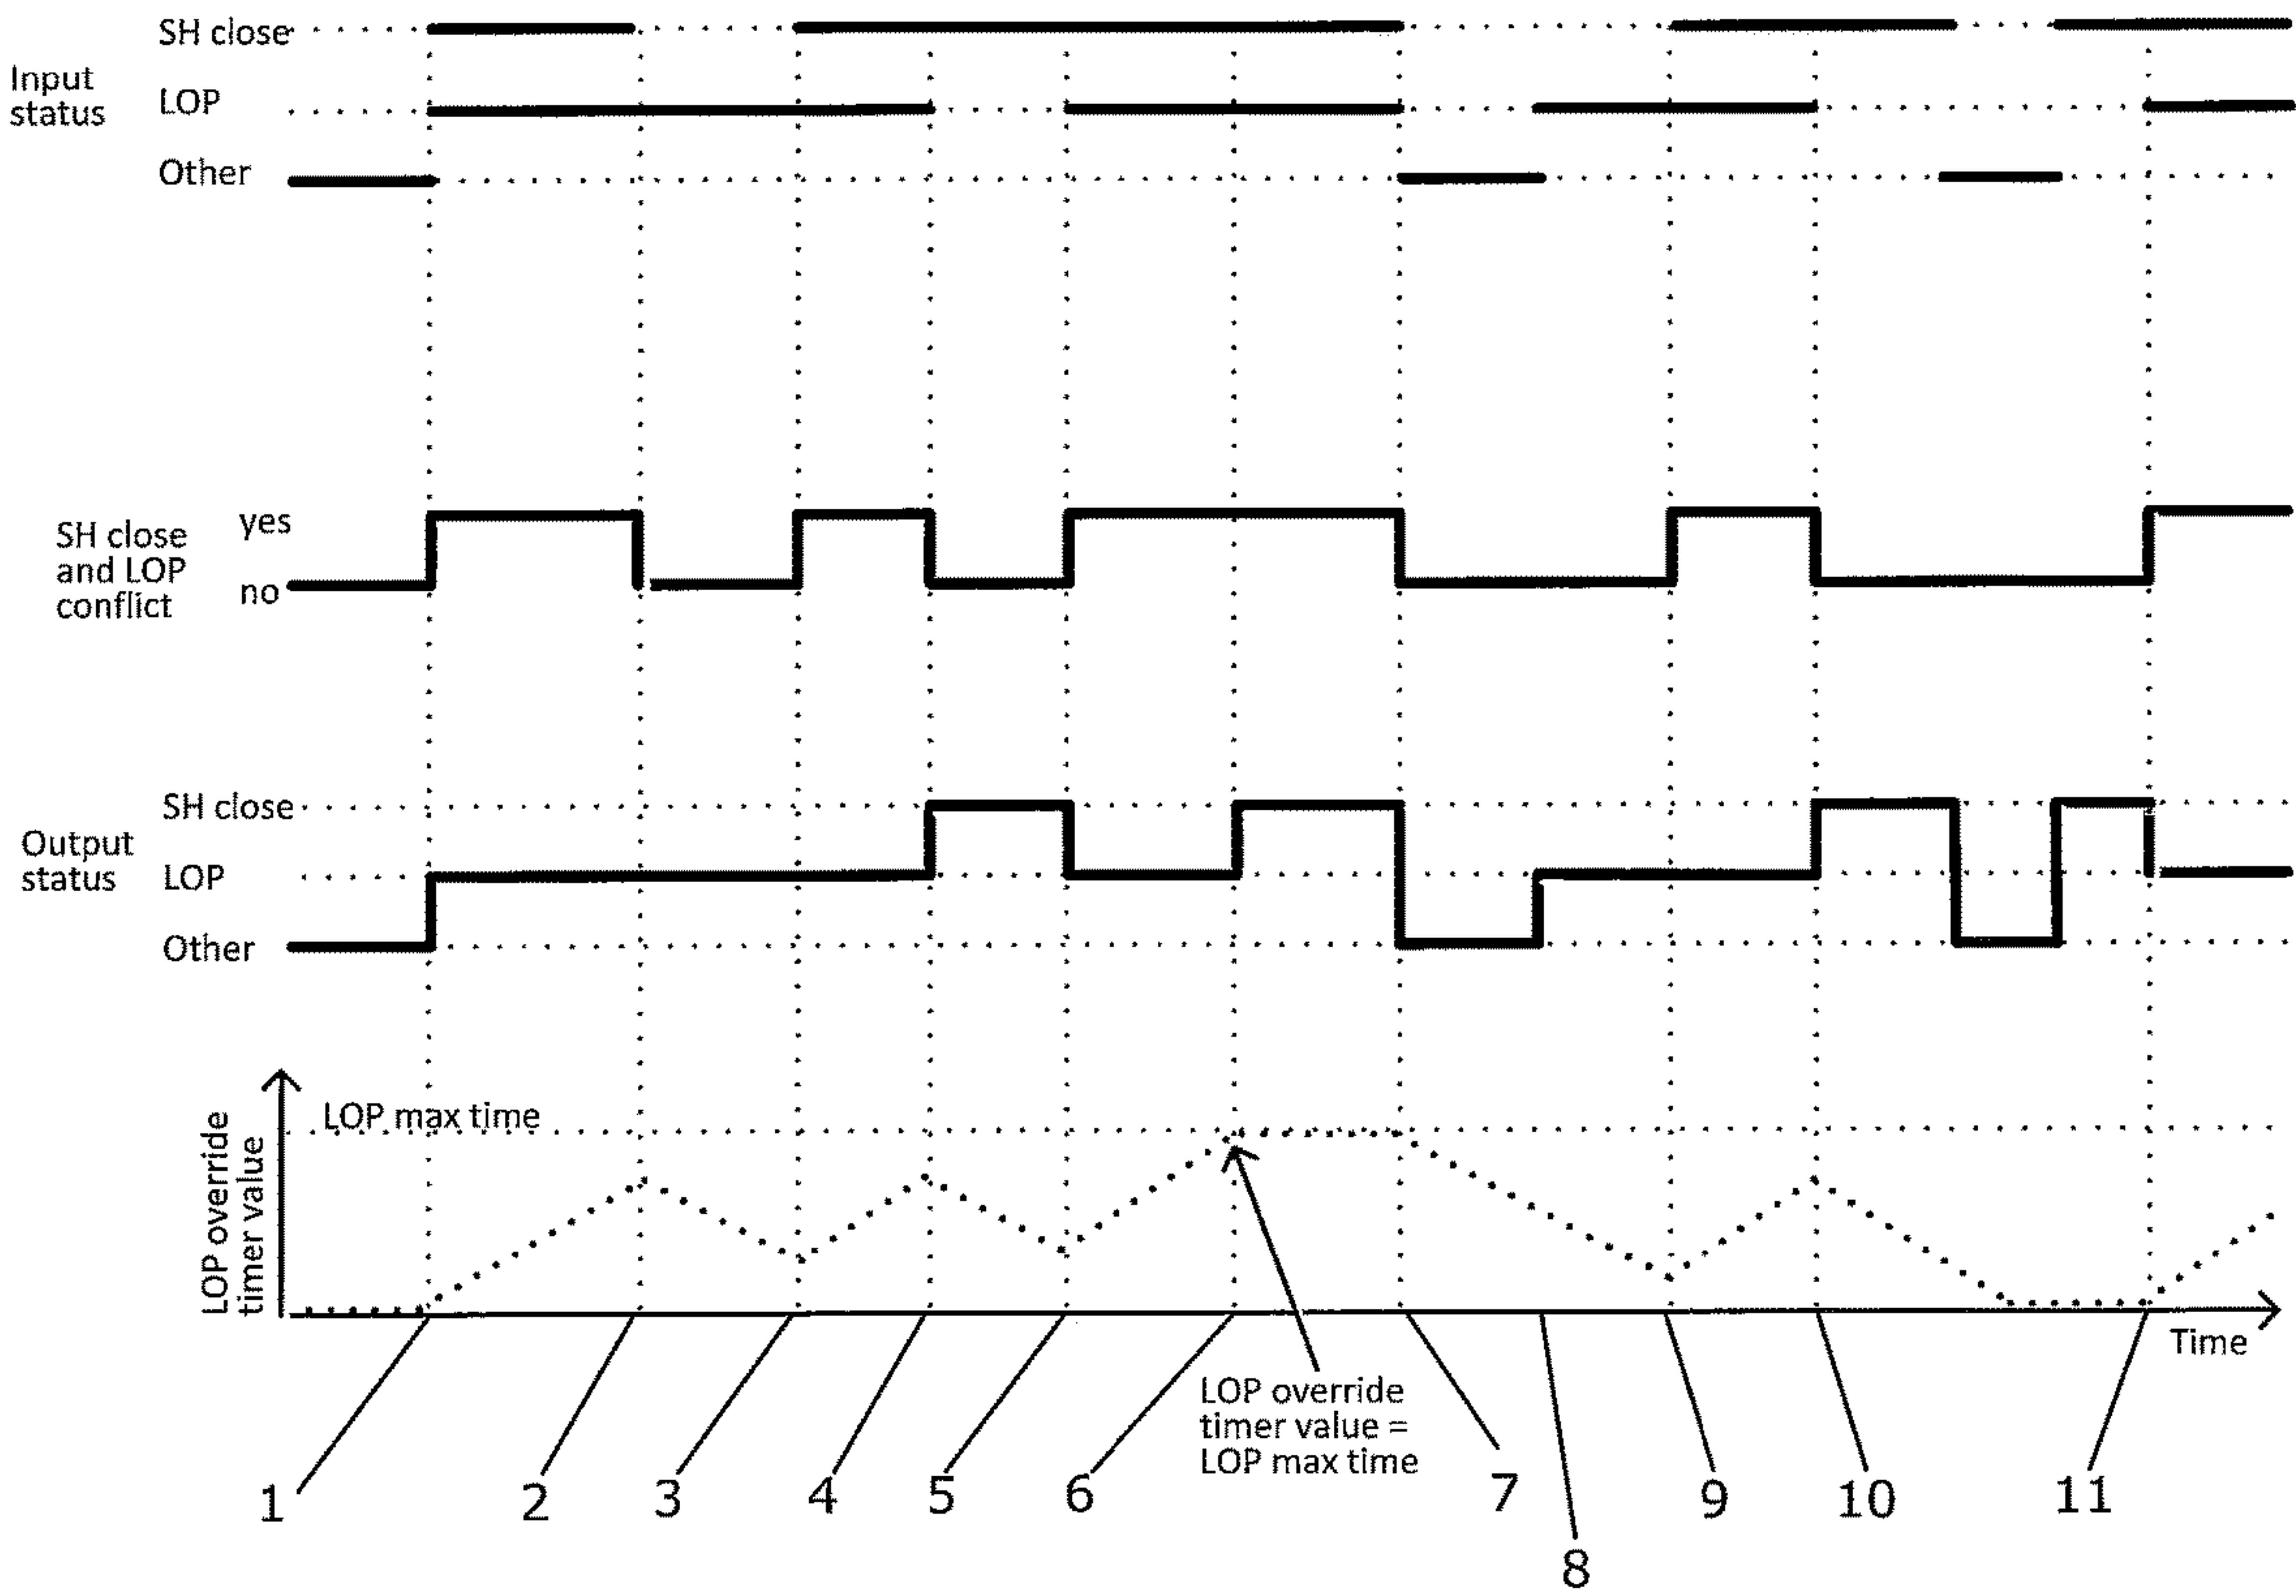 SH close
Input
status
LOP
Other
SH close
and LOP
conflict
yes
no
SH close
Output
status
LOP
Other
LOP max time
LOP override
timer value
Time
LOP override
timer value =
LOP max time
1
2
3
4
5
6
7
8
9
10
11